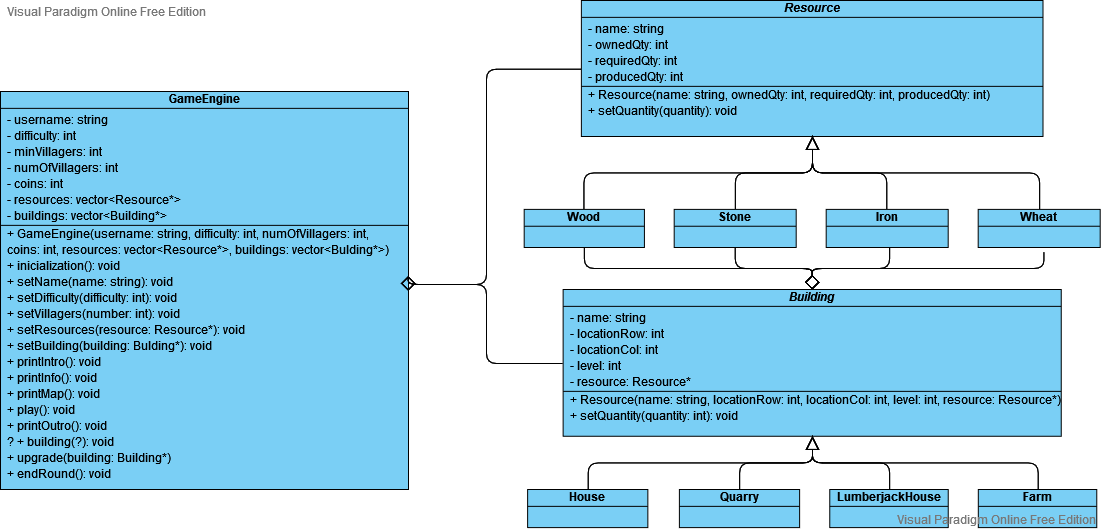 Visual Paradigm Online Free Edition
GameEngine
- username: string
- difficulty: int
- minVillagers: int
- numOfVillagers: int
- coins: int
- resources: vector<Resource*>
- buildings: vector<Building*>
+ GameEngine(username: string, difficulty: int, numOfVillagers: int,
coins: int, resources: vector<Resource*>, buildings: vector<Bulding*>)
+ inicialization(): void
+ setName(name: string): void
+ setDifficulty(difficulty: int): void
+ setVillagers(number: int): void
+ setResources(resource: Resource*): void
+ setBuilding(building: Bulding*): void
+ printIntro(): void
+ printInfo(): void
+ printMap(): void
+ play(): void
+ printOutro(): void
? + building(?): void
+ upgrade(building: Building*)
+ endRound(): void
Resource
- name: string
- ownedQty: int
- requiredQty: int
- producedQty: int
+ Resource(name: string, ownedQty: int, requiredQty: int, producedQty: int)
+ setQuantity(quantity): void
Wood
Stone
Iron
Wheat
Building
- name: string
- locationRow: int
- locationCol: int
- level: int
- resource: Resource*
+ Resource(name: string, locationRow: int, locationCol: int, level: int, resource: Resource*)
+ setQuantity(quantity: int): void
House
Quarry
LumberjackHouse
Farm
Visual Paradigm Online Free Edition